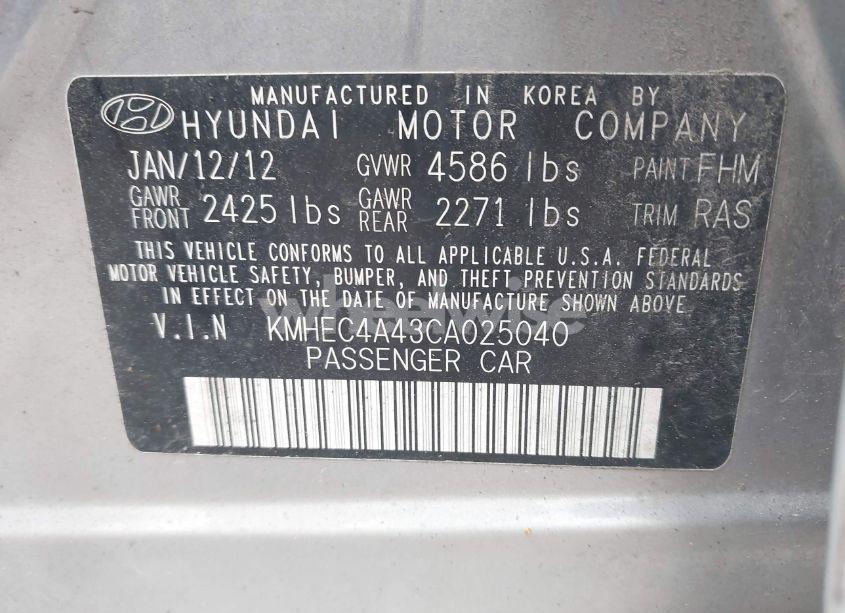 MANUFACTURED IN KOREA BY
HYUNDAI MOTOR COMPANY
JAN/12/12 GVWR 4586 lbs PAINT FHM
GAWR FRONT 2425 lbs GAWR REAR 2271 lbs TRIM RAS
THIS VEHICLE CONFORMS TO ALL APPLICABLE U.S.A. FEDERAL
MOTOR VEHICLE SAFETY, BUMPER, AND THEFT PREVENTION STANDARDS
IN EFFECT ON THE DATE OF MANUFACTURE SHOWN ABOVE.
wheelwise
V.I.N KMHEC4A43CA025040
PASSENGER CAR